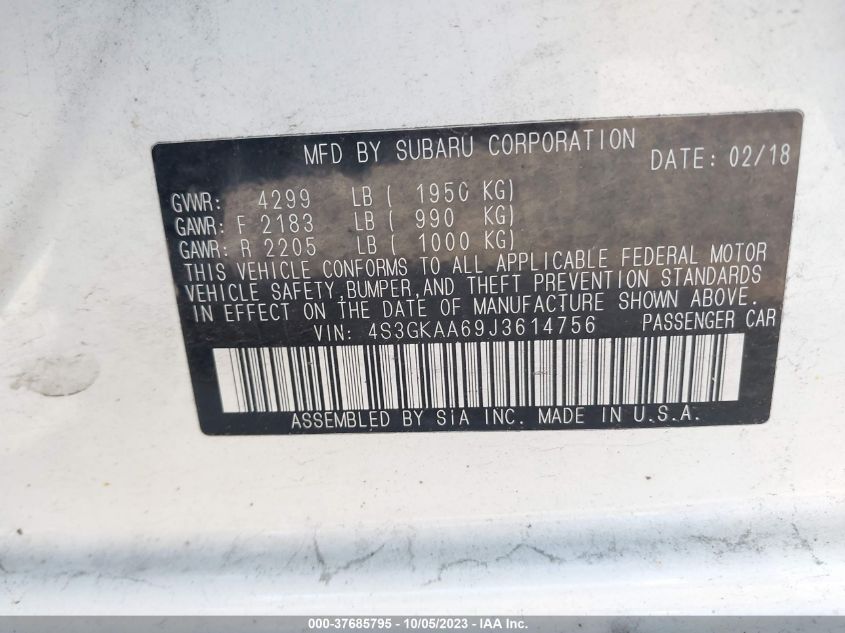 MFD BY SUBARU CORPORATION DATE: 02/18
GVWR: 4299 LB ( 1950 KG)
GAWR: F 2183 LB ( 990 KG)
GAWR: R 2205 LB ( 1000 KG)
THIS VEHICLE CONFORMS TO ALL APPLICABLE FEDERAL MOTOR
VEHICLE SAFETY,BUMPER,AND THEFT PREVENTION STANDARDS
IN EFFECT ON THE DATE OF MANUFACTURE SHOWN ABOVE.
VIN: 4S3GKAA69J3614756 PASSENGER CAR
ASSEMBLED BY SiA INC. MADE IN U.S.A.
000-37685795 - 10/05/2023 - IAA Inc.